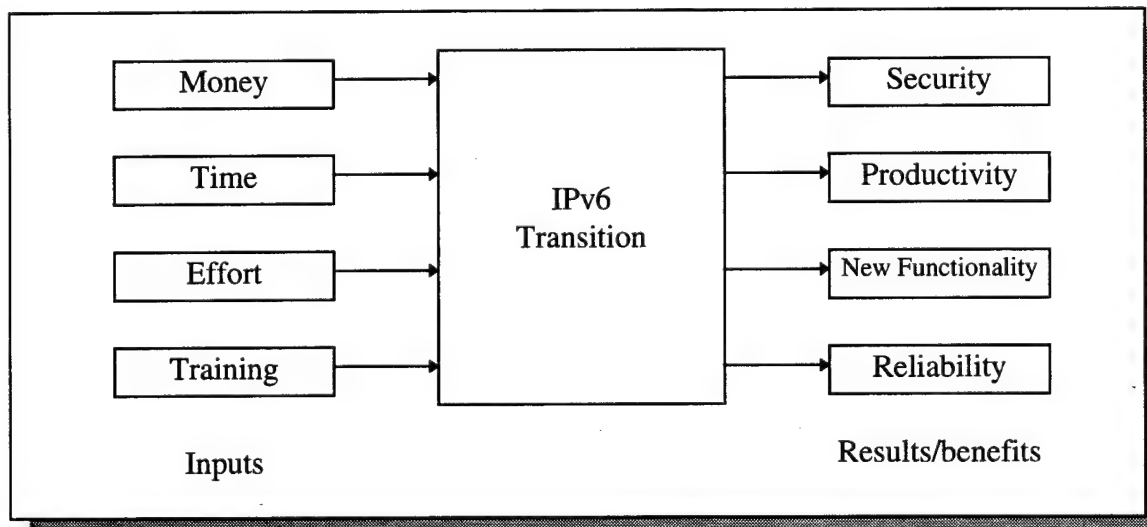 Money
Time
Effort
Training
Inputs
IPv6
Transition
Security
Productivity
New Functionality
Reliability
Results/benefits